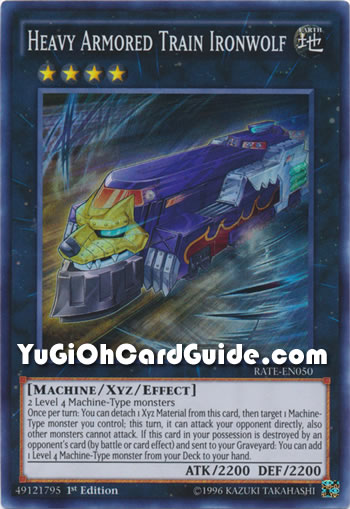 HEAVY ARMORED TRAIN IRONWOLF
EARTH
地
YuGiOhCardGuide.com
RATE-EN050
[MACHINE/XYZ/EFFECT]
2 Level 4 Machine-Type monsters
Once per turn: You can detach 1 Xyz Material from this card, then target 1 Machine-
Type monster you control; this turn, it can attack your opponent directly, also
other monsters cannot attack. If this card in your possession is destroyed by an
opponent's card (by battle or card effect) and sent to your Graveyard: You can add
1 Level 4 Machine-Type monster from your Deck to your hand.
ATK/2200 DEF/2200
49121795 1st Edition ©1996 KAZUKI TAKAHASHI